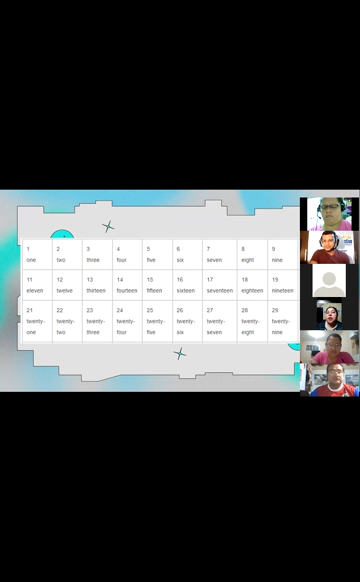 1 2 3 4 5 6 7 8 9
one two three four five six seven eight nine
11 12 13 14 15 16 17 18 19
eleven twelve thirteen fourteen fifteen sixteen seventeen eighteen nineteen
21 22 23 24 25 26 27 28 29
twenty- twenty- twenty- twenty- twenty- twenty- twenty- twenty- twenty-
one two three four five six seven eight nine